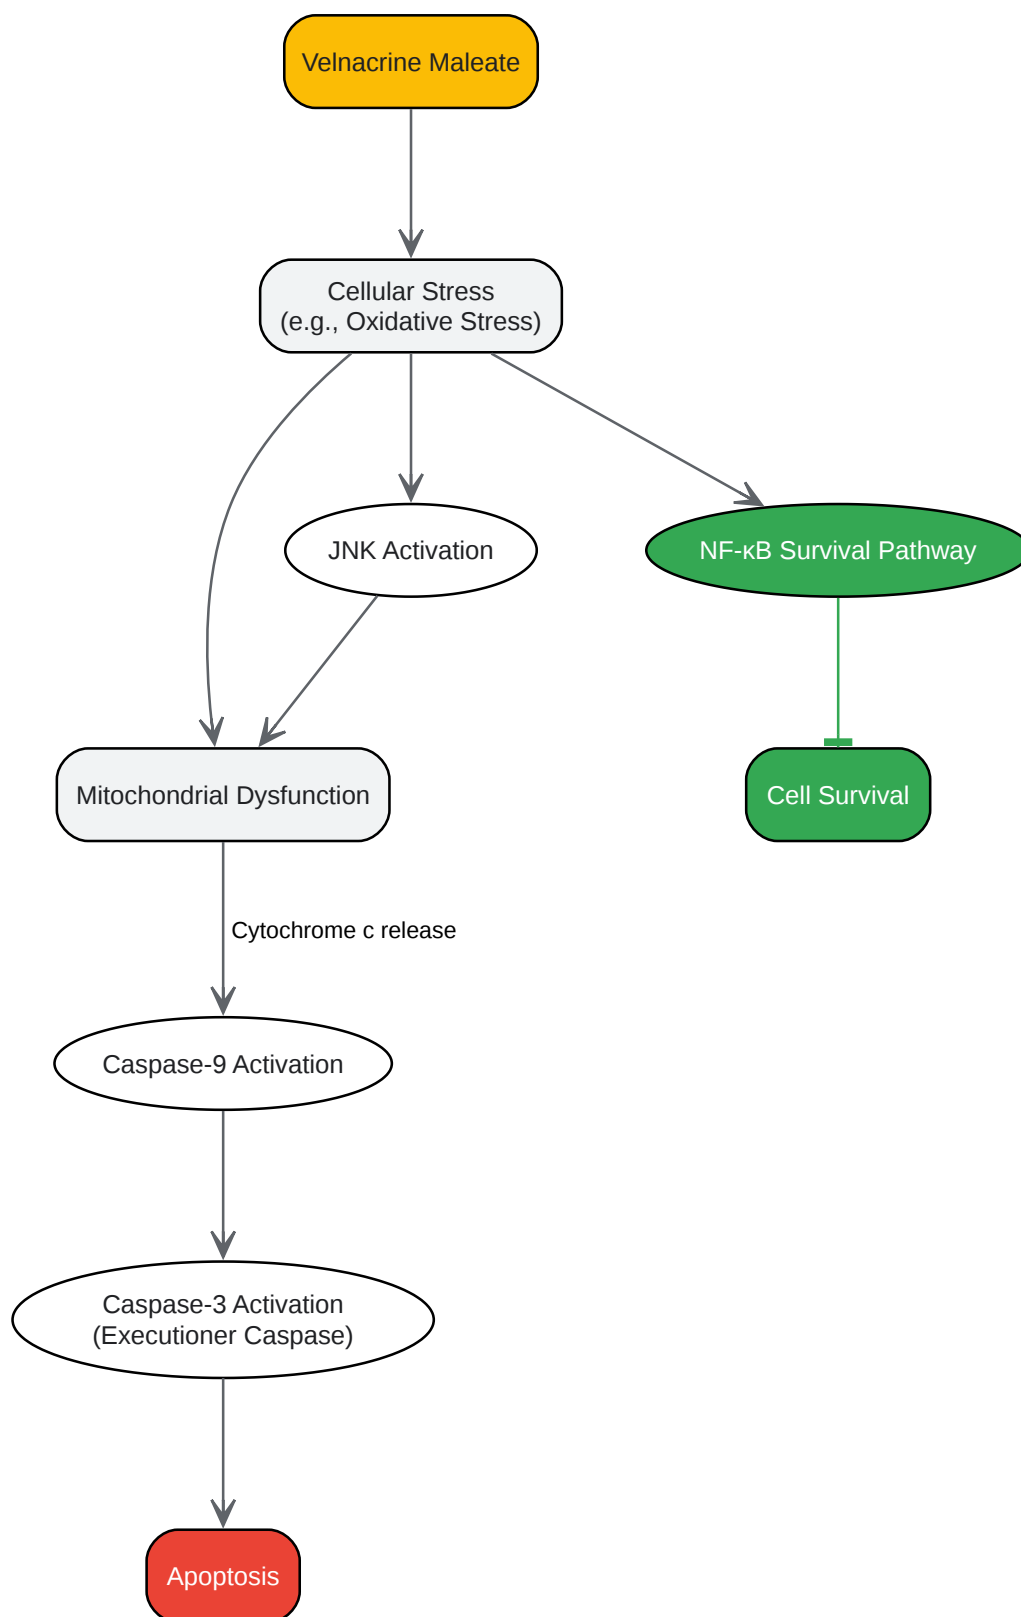 Velnacrine Maleate
Cellular Stress
(e.g., Oxidative Stress)
JNK Activation
NF-κB Survival Pathway
Mitochondrial Dysfunction
Cell Survival
Cytochrome c release
Caspase-9 Activation
Caspase-3 Activation
(Executioner Caspase)
Apoptosis